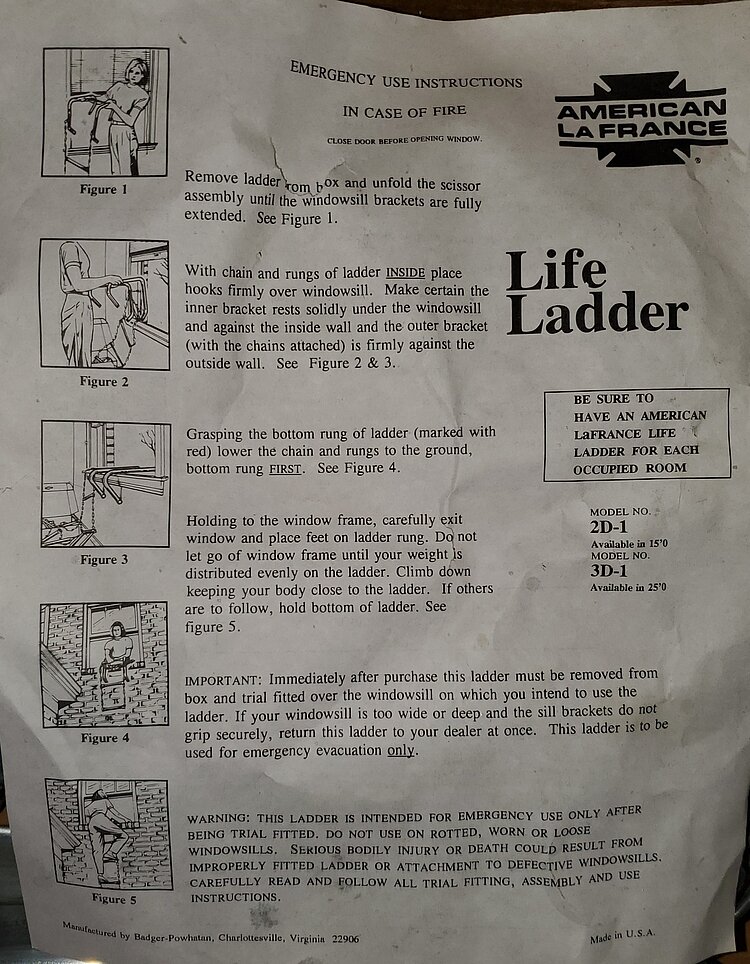 EMERGENCY USE INSTRUCTIONS
IN CASE OF FIRE
CLOSE DOOR BEFORE OPENING WINDOW.
AMERICAN
LAFRANCE
®
Figure 1
Remove ladder from box and unfold the scissor
assembly until the windowsill brackets are fully
extended. See Figure 1.
Life
Ladder
Figure 2
With chain and rungs of ladder INSIDE place
hooks firmly over windowsill. Make certain the
inner bracket rests solidly under the windowsill
and against the inside wall and the outer bracket
(with the chains attached) is firmly against the
outside wall. See Figure 2 & 3.
BE SURE TO
HAVE AN AMERICAN
LaFRANCE LIFE
LADDER FOR EACH
OCCUPIED ROOM
Figure 3
Grasping the bottom rung of ladder (marked with
red) lower the chain and rungs to the ground,
bottom rung FIRST. See Figure 4.
MODEL NO.
2D-1
Available in 15'0
MODEL NO.
3D-1
Available in 25'0
Holding to the window frame, carefully exit
window and place feet on ladder rung. Do not
let go of window frame until your weight is
distributed evenly on the ladder. Climb down
keeping your body close to the ladder. If others
are to follow, hold bottom of ladder. See
figure 5.
Figure 4
IMPORTANT: Immediately after purchase this ladder must be removed from
box and trial fitted over the windowsill on which you intend to use the
ladder. If your windowsill is too wide or deep and the sill brackets do not
grip securely, return this ladder to your dealer at once. This ladder is to be
used for emergency evacuation only.
Figure 5
WARNING: THIS LADDER IS INTENDED FOR EMERGENCY USE ONLY AFTER
BEING TRIAL FITTED. DO NOT USE ON ROTTED, WORN OR LOOSE
WINDOWSILLS. SERIOUS BODILY INJURY OR DEATH COULD RESULT FROM
IMPROPERLY FITTED LADDER OR ATTACHMENT TO DEFECTIVE WINDOWSILLS.
CAREFULLY READ AND FOLLOW ALL TRIAL FITTING, ASSEMBLY AND USE
INSTRUCTIONS.
Manufactured by Badger-Powhatan, Charlottesville, Virginia 22906
Made in U.S.A.